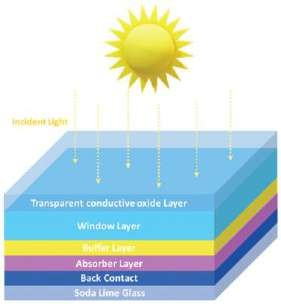 Incident Light
Transparent conductive oxide Layer
Window Layer
Buffer Layer
Absorber Layer
Back Contact
Soda Lime Glass